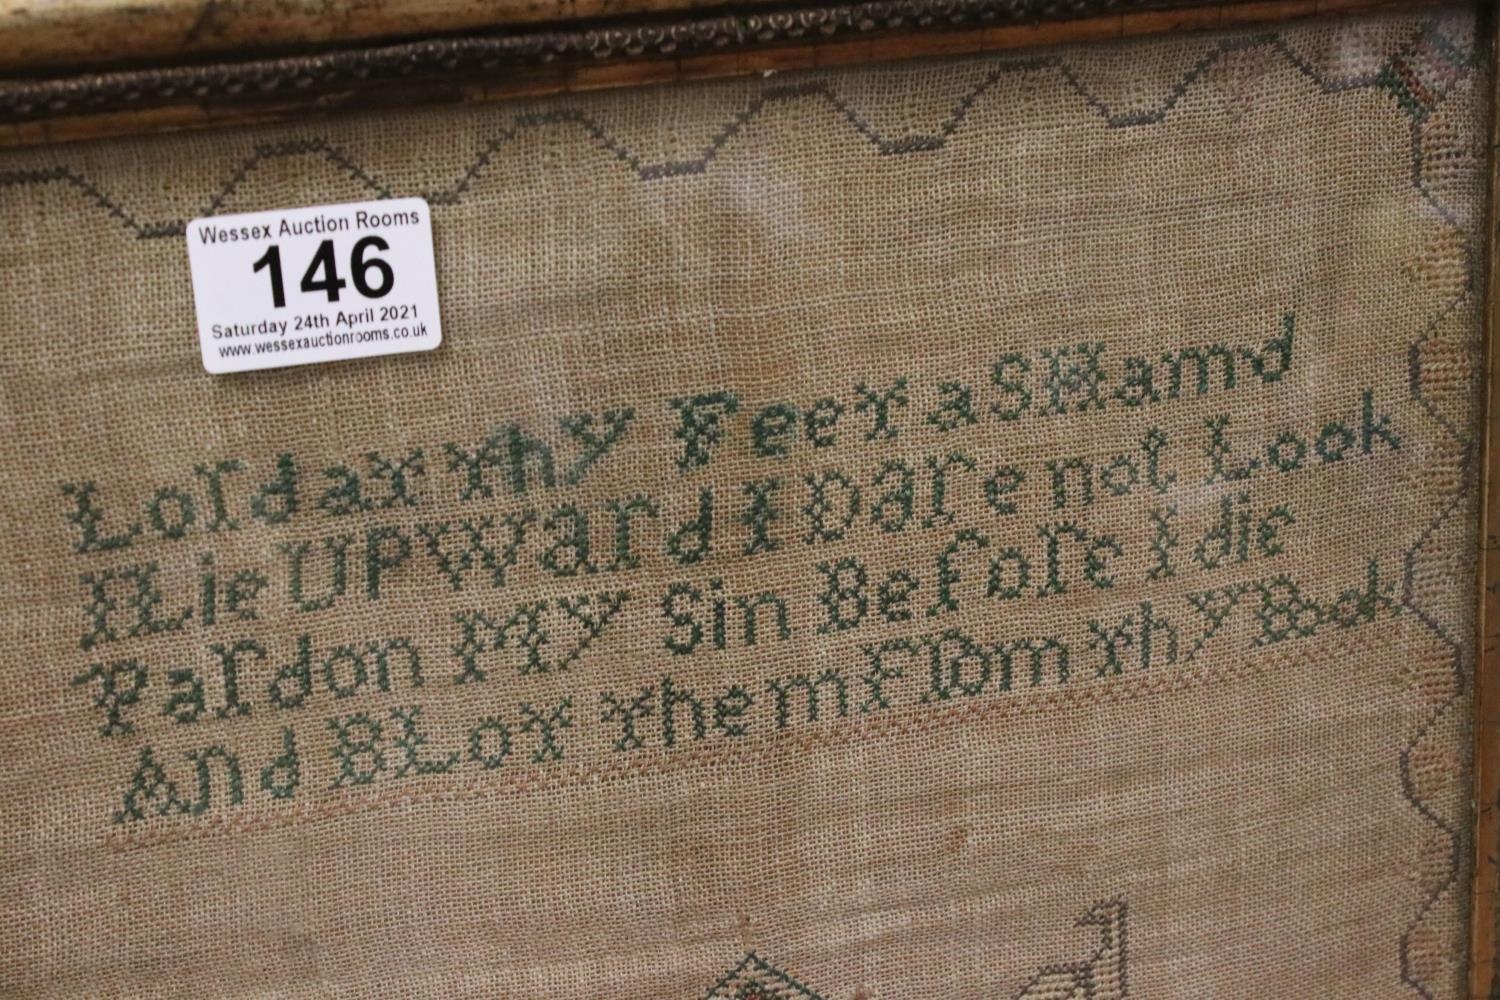 Wessex Auction Rooms
146
Saturday 24th April 2021
www.wessexauctionrooms.co.uk
Lord at thy Feet aSHamd
ILie UPWard I Dare not Look
Pardon MY Sin Before I die
And BLot them From thY Book